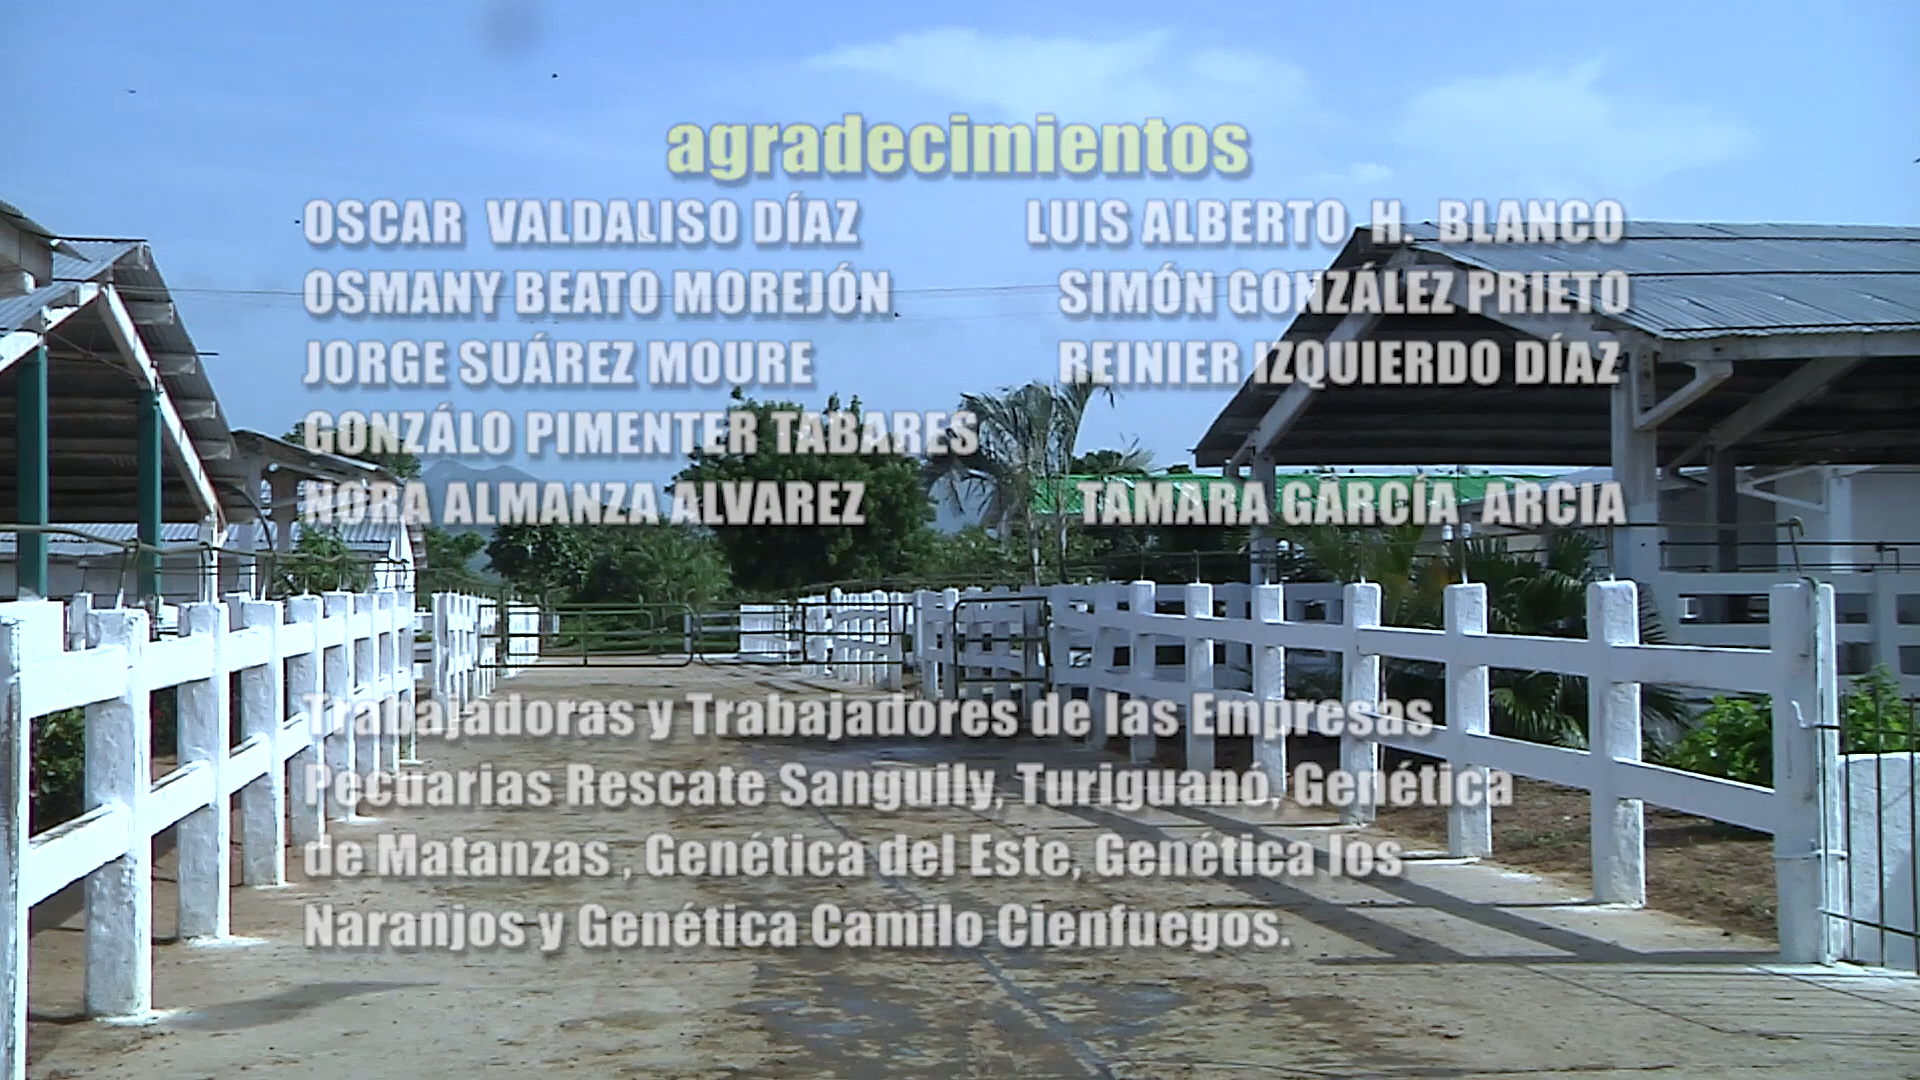 agradecimientos
OSCAR VALDALISO DÍAZ LUIS ALBERTO H. BLANCO
OSMANY BEATO MOREJÓN SIMÓN GONZÁLEZ PRIETO
JORGE SUÁREZ MOURE REINIER IZQUIERDO DÍAZ
GONZÁLO PIMENTER TABARES
NORA ALMANZA ALVAREZ TAMARA GARCÍA ARCIA
Trabajadoras y Trabajadores de las Empresas
Pecuarias Rescate Sanguily, Turiguanó, Genética
de Matanzas , Genética del Este, Genética los
Naranjos y Genética Camilo Cienfuegos.